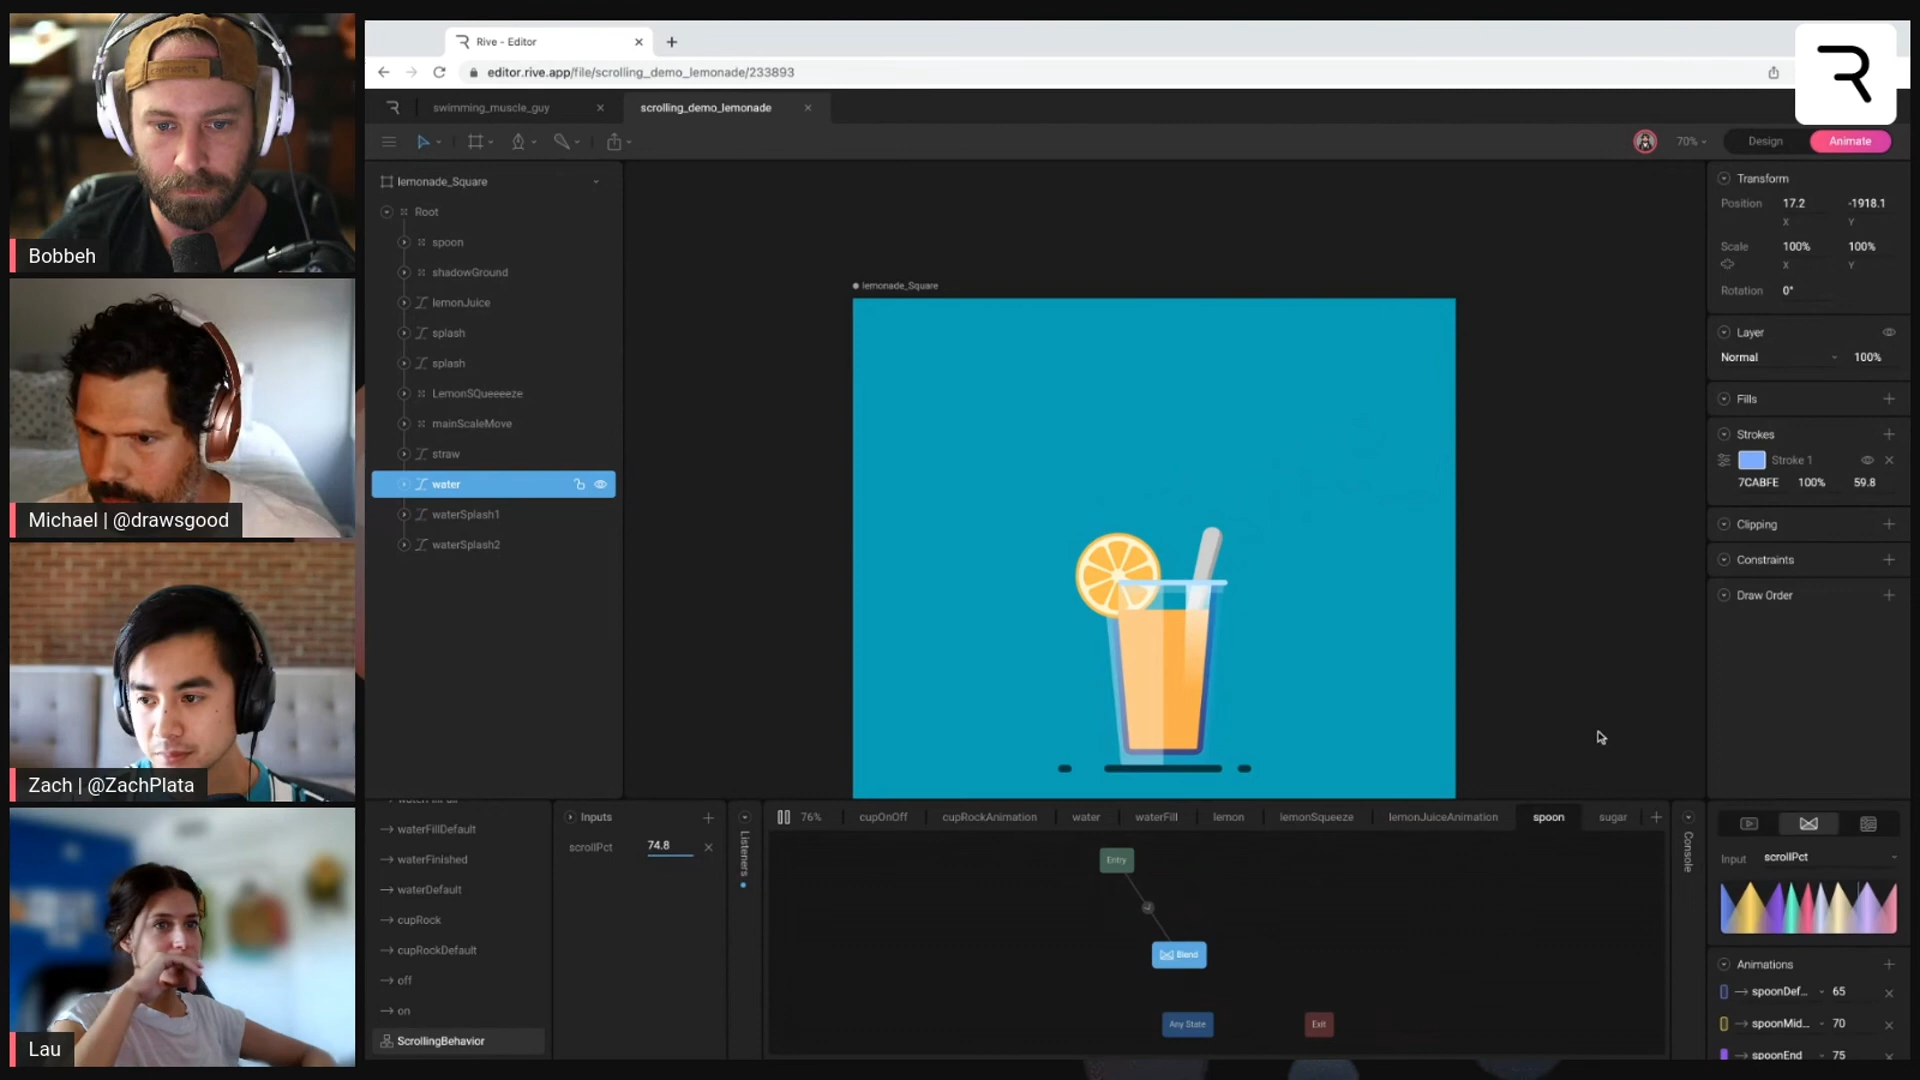 Bobbeh
Michael | @drawsgood
Zach | @ZachPlata
Lau
Rive - Editor
editor.rive.app/file/scrolling_demo_lemonade/233893
swimming_muscle_guy
scrolling_demo_lemonade
70%
Design
Animate
lemonade_Square
Root
spoon
shadowGround
lemonJuice
splash
splash
LemonSQueeeeze
mainScaleMove
straw
water
waterSplash1
waterSplash2
lemonade_Square
Transform
Position 17.2 -1918.1
X Y
Scale 100% 100%
X Y
Rotation 0°
Layer
Normal 100%
Fills
Strokes
Stroke 1
7CABFE 100% 59.8
Clipping
Constraints
Draw Order
waterFillDefault
waterFinished
waterDefault
cupRock
cupRockDefault
off
on
ScrollingBehavior
Inputs
scrollPct 74.8
Listeners
76%
cupOnOff
cupRockAnimation
water
waterFill
lemon
lemonSqueeze
lemonJuiceAnimation
spoon
sugar
Entry
Blend
Any State
Exit
Console
Input scrollPct
Animations
spoonDef... 65
spoonMid... 70
spoonEnd 75